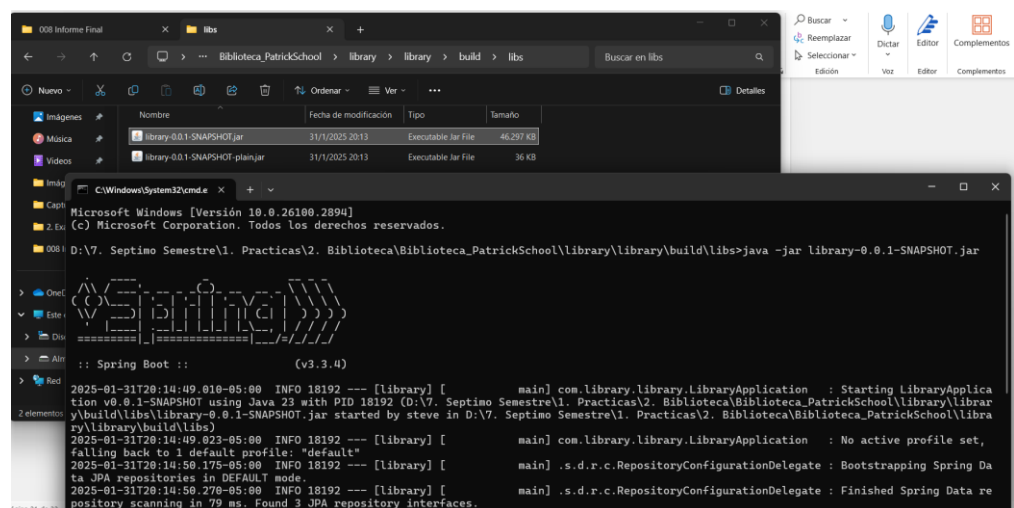 008 Informe Final
libs
Buscar
Reemplazar
Seleccionar
Edición
Dictar
Voz
Editor
Editor
Complementos
Complementos
Biblioteca_PatrickSchool > library > library > build > libs
Buscar en libs
Nuevo
Ordenar
Ver
Detalles
Imágenes
Música
Videos
Nombre
Fecha de modificación
Tipo
Tamaño
library-0.0.1-SNAPSHOT.jar
31/1/2025 20:13
Executable Jar File
46.297 KB
library-0.0.1-SNAPSHOT-plain.jar
31/1/2025 20:13
Executable Jar File
36 KB
Red
2 elementos
C:\Windows\System32\cmd.e
Microsoft Windows [Versión 10.0.26100.2894]
(c) Microsoft Corporation. Todos los derechos reservados.
D:\7. Septimo Semestre\1. Practicas\2. Biblioteca\Biblioteca_PatrickSchool\library\library\build\libs>java -jar library-0.0.1-SNAPSHOT.jar
Spring
:: Spring Boot :: (v3.3.4)
2025-01-31T20:14:49.010-05:00 INFO 18192 --- [library] [ main] com.library.library.LibraryApplication : Starting LibraryApplica
tion v0.0.1-SNAPSHOT using Java 23 with PID 18192 (D:\7. Septimo Semestre\1. Practicas\2. Biblioteca\Biblioteca_PatrickSchool\library\librar
y\build\libs\library-0.0.1-SNAPSHOT.jar started by steve in D:\7. Septimo Semestre\1. Practicas\2. Biblioteca\Biblioteca_PatrickSchool\libra
ry\library\build\libs)
2025-01-31T20:14:49.023-05:00 INFO 18192 --- [library] [ main] com.library.library.LibraryApplication : No active profile set,
falling back to 1 default profile: "default"
2025-01-31T20:14:50.175-05:00 INFO 18192 --- [library] [ main] .s.d.r.c.RepositoryConfigurationDelegate : Bootstrapping Spring Da
ta JPA repositories in DEFAULT mode.
2025-01-31T20:14:50.270-05:00 INFO 18192 --- [library] [ main] .s.d.r.c.RepositoryConfigurationDelegate : Finished Spring Data re
pository scanning in 79 ms. Found 3 JPA repository interfaces.